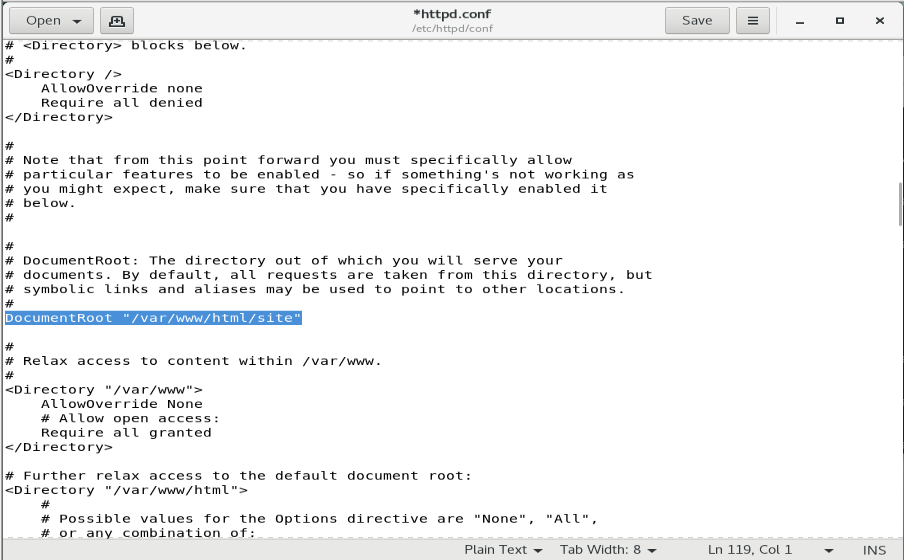 Open
*httpd.conf
/etc/httpd/conf
Save
# <Directory> blocks below.
#
<Directory />
    AllowOverride none
    Require all denied
</Directory>
#
# Note that from this point forward you must specifically allow
# particular features to be enabled - so if something's not working as
# you might expect, make sure that you have specifically enabled it
# below.
#
#
# DocumentRoot: The directory out of which you will serve your
# documents. By default, all requests are taken from this directory, but
# symbolic links and aliases may be used to point to other locations.
#
DocumentRoot "/var/www/html/site"
#
# Relax access to content within /var/www.
#
<Directory "/var/www">
    AllowOverride None
    # Allow open access:
    Require all granted
</Directory>
# Further relax access to the default document root:
<Directory "/var/www/html">
    #
    # Possible values for the Options directive are "None", "All",
    # or any combination of:
Plain Text Tab Width: 8 Ln 119, Col 1 INS